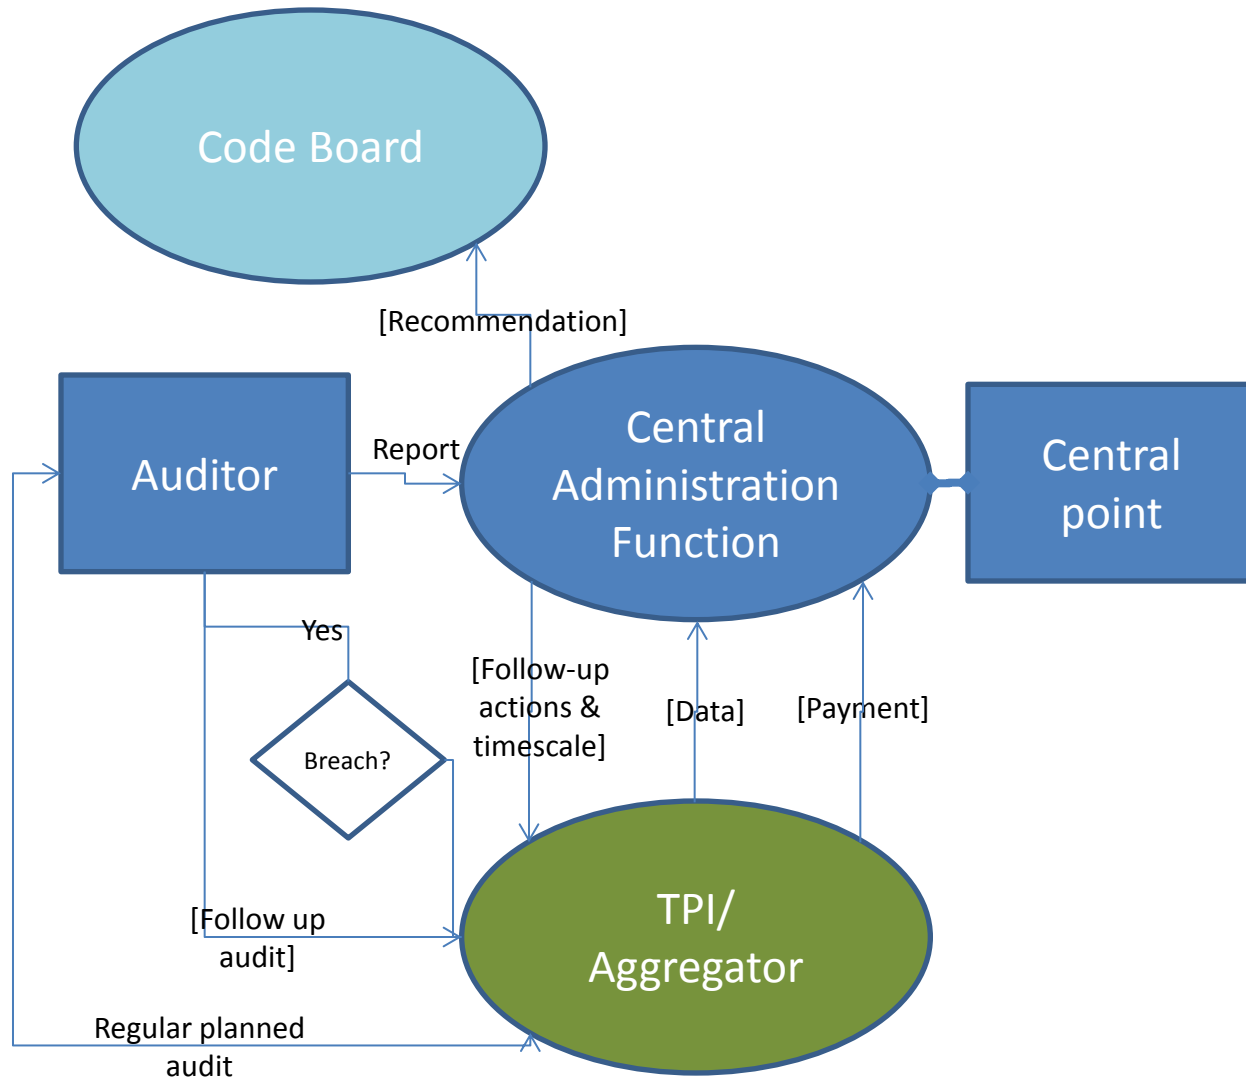 Code Board
[Recommendation]
Auditor
Report
Central
Administration
Function
Central
point
Yes
[Follow-up
actions &
timescale]
[Data]
[Payment]
Breach?
[Follow up
audit]
TPI/
Aggregator
Regular planned
audit